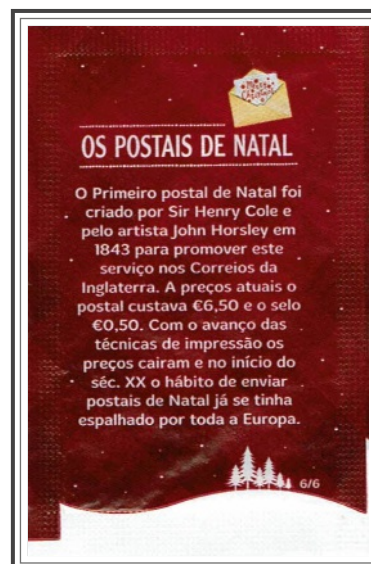 Merry
Christmas
OS POSTAIS DE NATAL
O Primeiro postal de Natal foi
criado por Sir Henry Cole e
pelo artista John Horsley em
1843 para promover este
serviço nos Correios da
Inglaterra. A preços atuais o
postal custava €6,50 e o selo
€0,50. Com o avanço das
técnicas de impressão os
preços cairam e no início do
séc. XX o hábito de enviar
postais de Natal já se tinha
espalhado por toda a Europa.
6/6